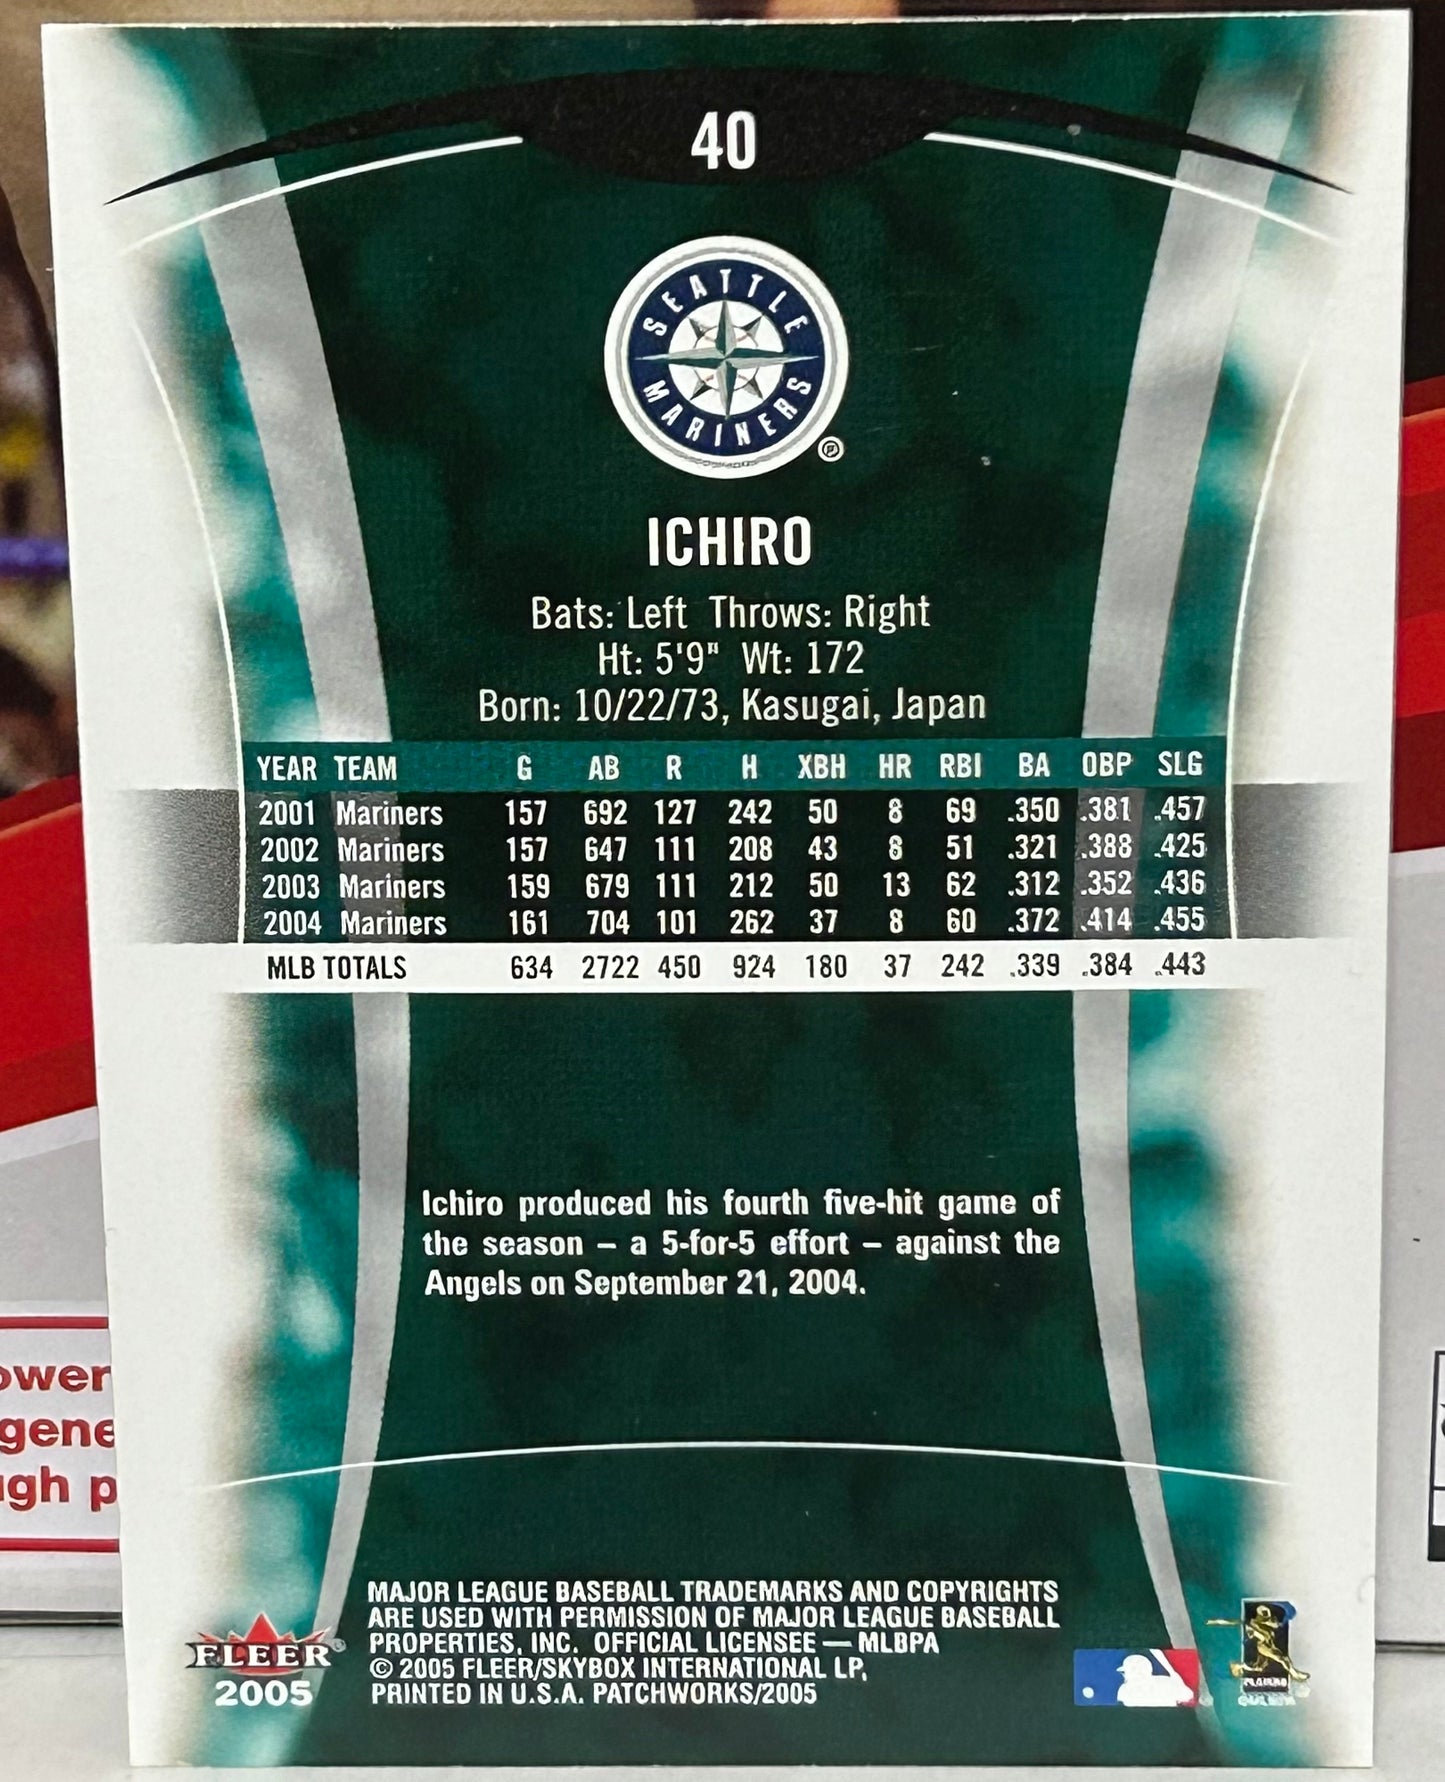 40
SEATTLE
MARINERS
ICHIRO
Bats: Left Throws: Right
Ht: 5'9" Wt: 172
Born: 10/22/73, Kasugai, Japan
YEAR TEAM G AB R H XBH HR RBI BA OBP SLG
2001 Mariners 157 692 127 242 50 8 69 .350 .381 .457
2002 Mariners 157 647 111 208 43 8 51 .321 .388 .425
2003 Mariners 159 679 111 212 50 13 62 .312 .352 .436
2004 Mariners 161 704 101 262 37 8 60 .372 .414 .455
MLB TOTALS 634 2722 450 924 180 37 242 .339 .384 .443
Ichiro produced his fourth five-hit game of
the season – a 5-for-5 effort – against the
Angels on September 21, 2004.
ower
gene
gh p
MAJOR LEAGUE BASEBALL TRADEMARKS AND COPYRIGHTS
ARE USED WITH PERMISSION OF MAJOR LEAGUE BASEBALL
PROPERTIES, INC. OFFICIAL LICENSEE — MLBPA
© 2005 FLEER/SKYBOX INTERNATIONAL LP.
PRINTED IN U.S.A. PATCHWORKS/2005
FLEER®
2005
PLAYERS